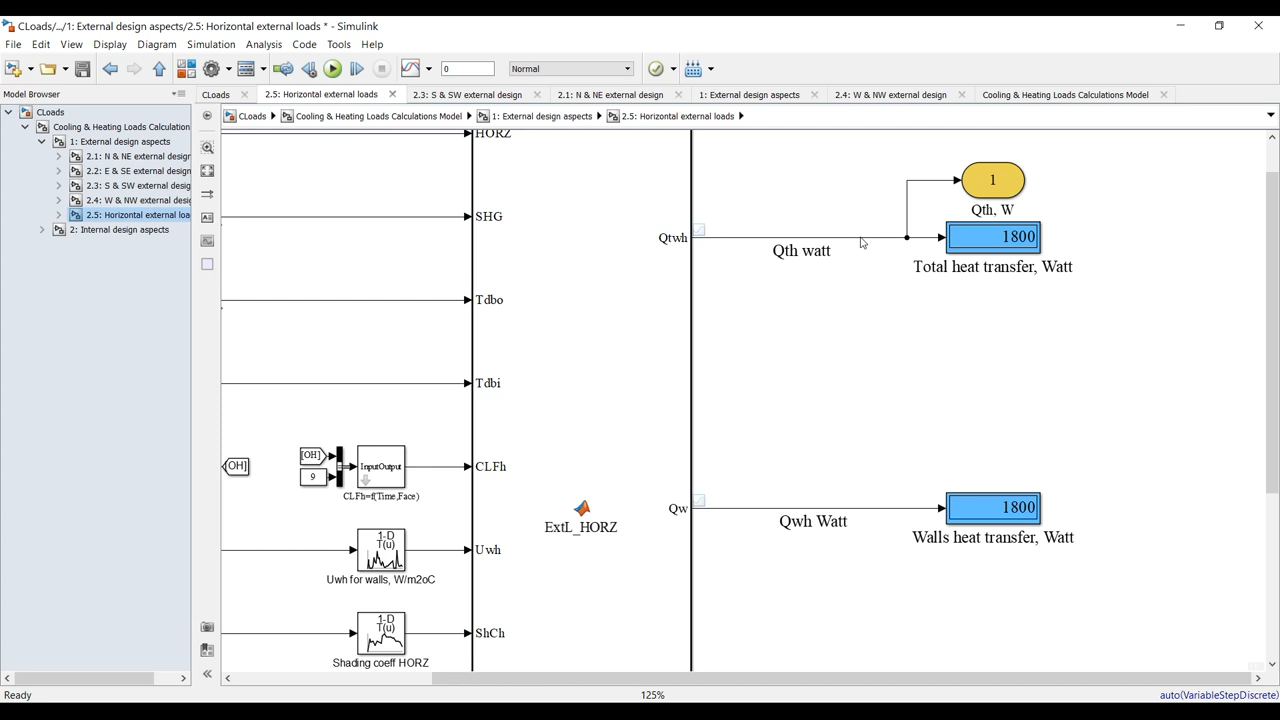 CLoads/.../1: External design aspects/2.5: Horizontal external loads * - Simulink
File Edit View Display Diagram Simulation Analysis Code Tools Help
0 Normal
Model Browser
CLoads 2.5: Horizontal external loads 2.3: S & SW external design 2.1: N & NE external design 1: External design aspects 2.4: W & NW external design Cooling & Heating Loads Calculations Model
CLoads Cooling & Heating Loads Calculations Model 1: External design aspects 2.5: Horizontal external loads
CLoads
Cooling & Heating Loads Calculation
1: External design aspects
2.1: N & NE external design
2.2: E & SE external desig
2.3: S & SW external desig
2.4: W & NW external desi
2.5: Horizontal external loa
2: Internal design aspects
HORZ
SHG
Tdbo
Tdbi
[OH]
[OH]
9
InputOutput
CLFh=f(Time,Face)
CLFh
1-D
T(u)
Uwh for walls, W/m2oC
Uwh
1-D
T(u)
Shading coeff HORZ
ShCh
ExtL_HORZ
Qtwh
Qth watt
1
Qth, W
1800
Total heat transfer, Watt
Qw
Qwh Watt
1800
Walls heat transfer, Watt
Ready 125% auto(VariableStepDiscrete)